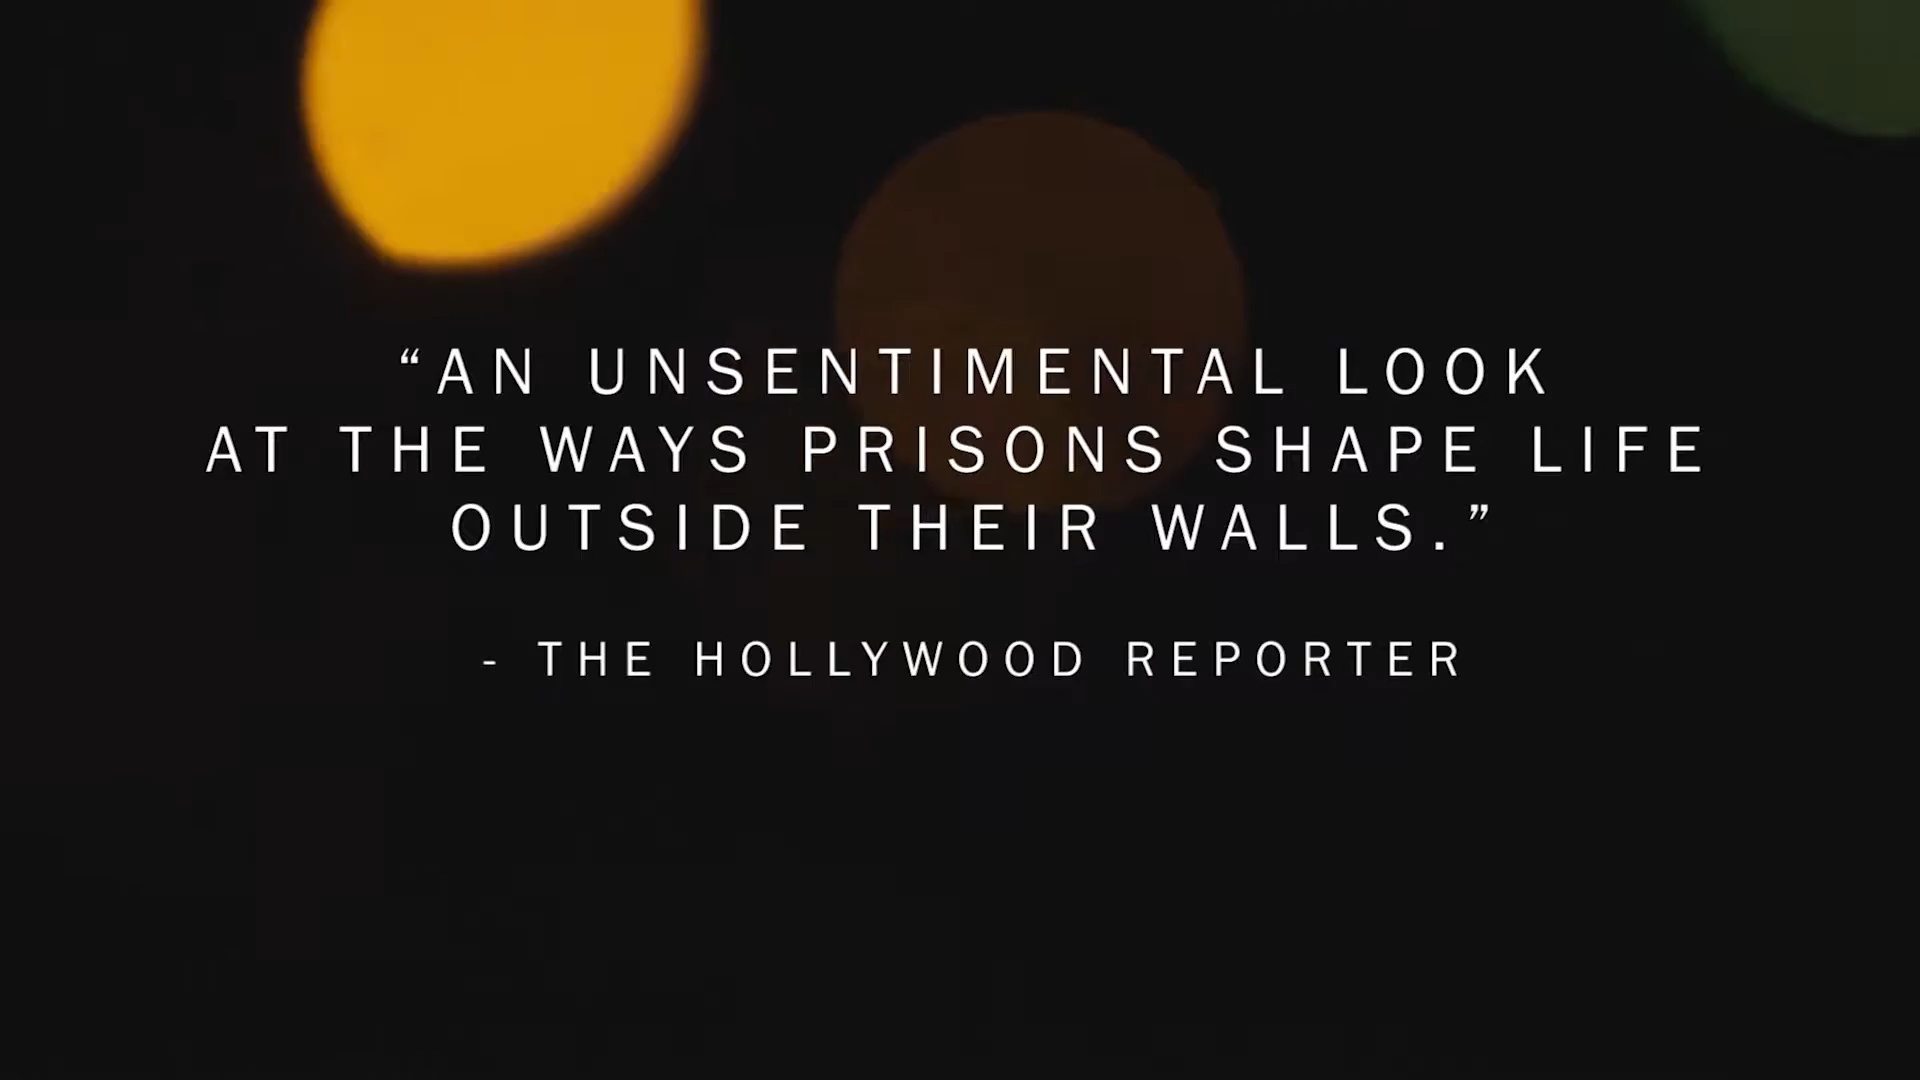 “AN UNSENTIMENTAL LOOK
AT THE WAYS PRISONS SHAPE LIFE
OUTSIDE THEIR WALLS.”
- THE HOLLYWOOD REPORTER